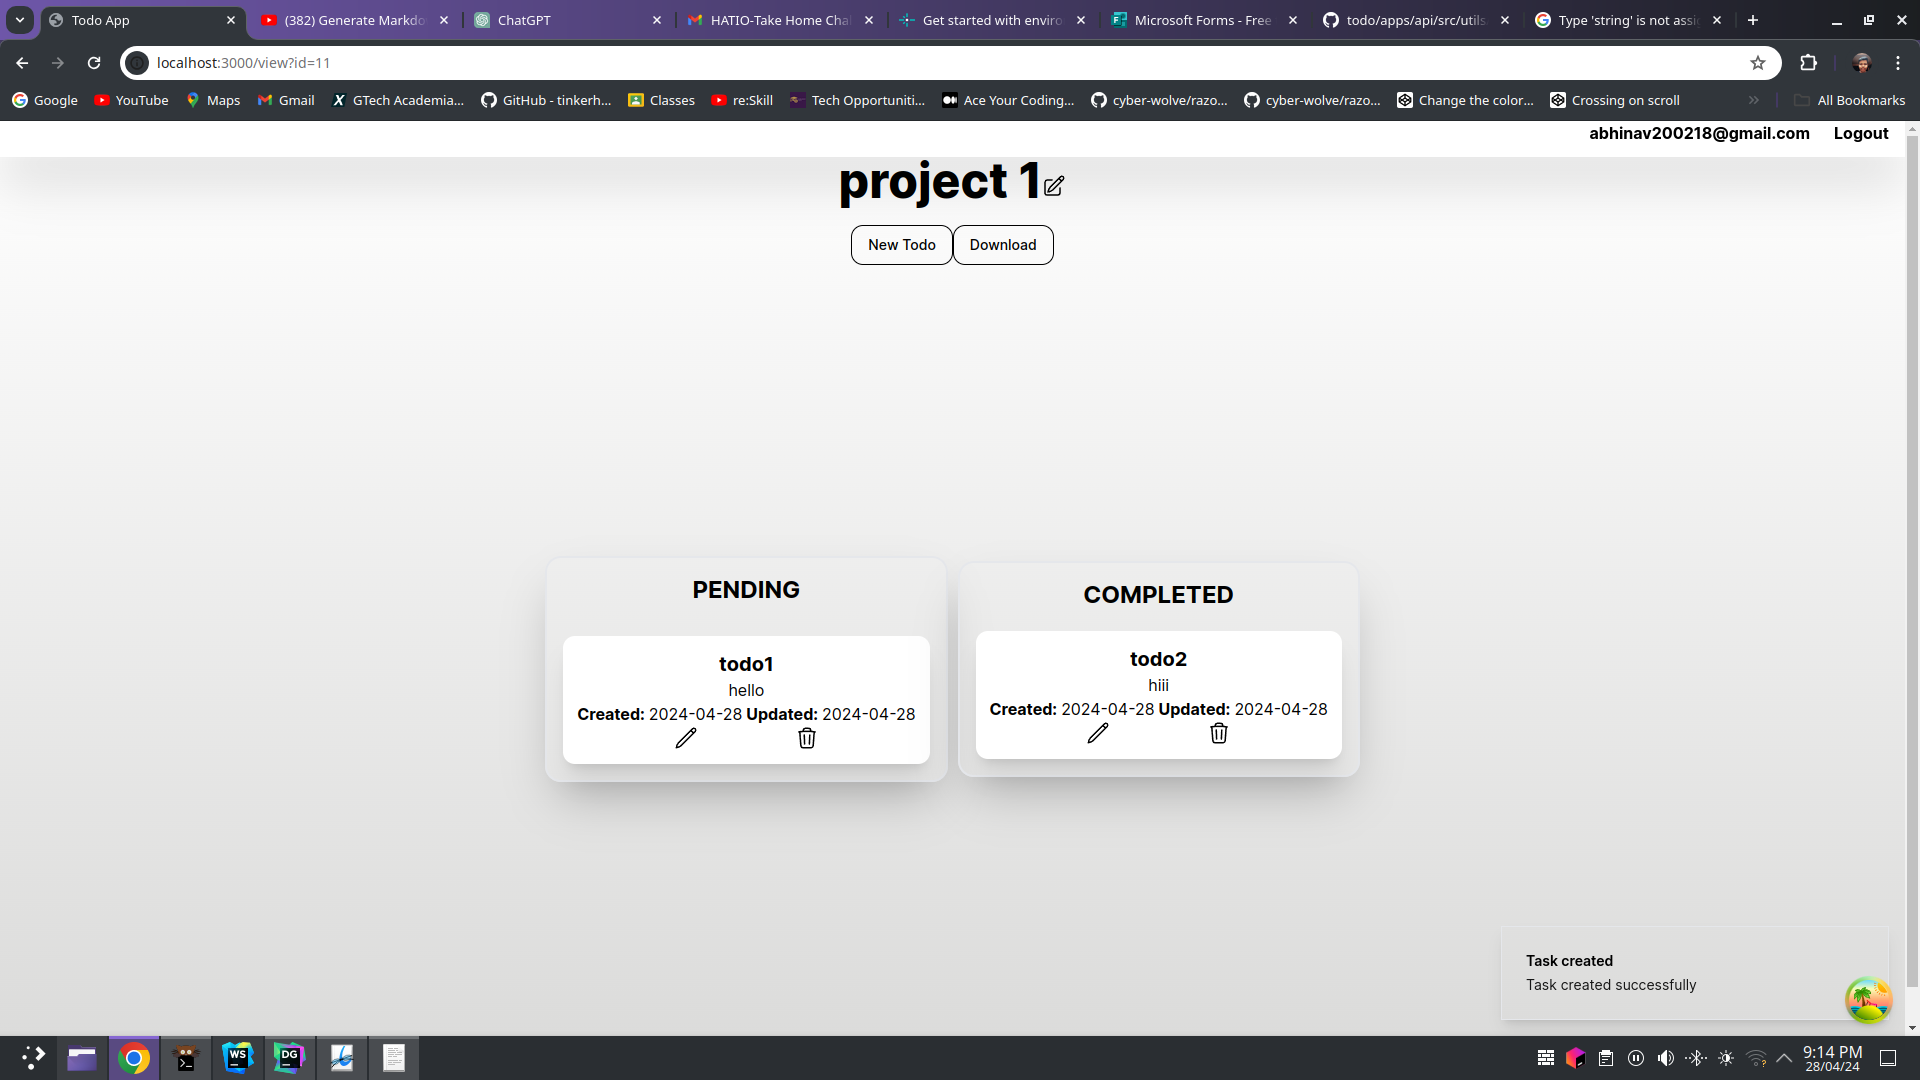 Todo App
(382) Generate Markdo
ChatGPT
HATIO-Take Home Cha
Get started with enviro
Microsoft Forms - Free
todo/apps/api/src/utils
Type 'string' is not assi
localhost:3000/view?id=11
Google
YouTube
Maps
Gmail
GTech Academia...
GitHub - tinkerh...
Classes
re:Skill
Tech Opportuniti...
Ace Your Coding...
cyber-wolve/razo...
cyber-wolve/razo...
Change the color...
Crossing on scroll
All Bookmarks
abhinav200218@gmail.com Logout
project 1
New Todo Download
PENDING
todo1
hello
Created: 2024-04-28 Updated: 2024-04-28
COMPLETED
todo2
hiii
Created: 2024-04-28 Updated: 2024-04-28
Task created
Task created successfully
WS
DG
9:14 PM
28/04/24